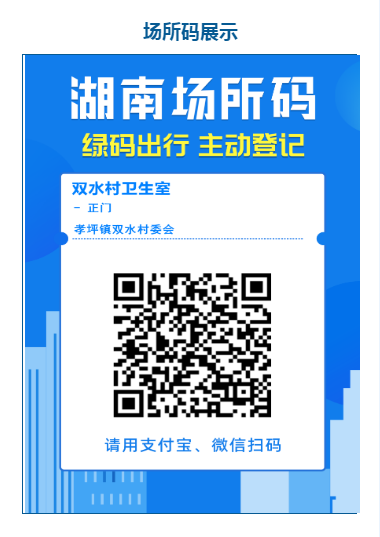 场所码展示
湖南场所码
绿码出行 主动登记
双水村卫生室
- 正门
孝坪镇双水村委会
请用支付宝、微信扫码